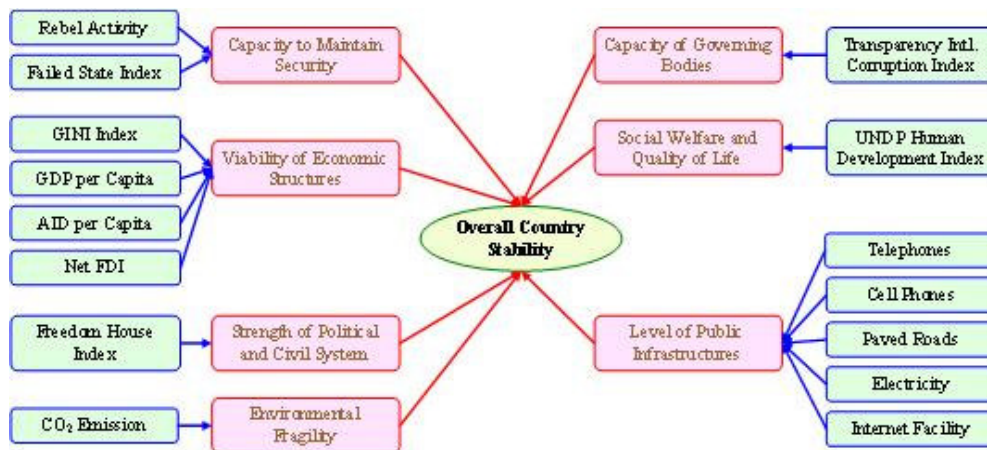 Rebel Activity
Failed State Index
Capacity to Maintain
Security
GINI Index
GDP per Capita
AID per Capita
Net FDI
Viability of Economic
Structures
Freedom House
Index
Strength of Political
and Civil System
CO₂ Emission
Environmental
Fragility
Overall Country
Stability
Capacity of Governing
Bodies
Transparency Intl.
Corruption Index
Social Welfare and
Quality of Life
UNDP Human
Development Index
Level of Public
Infrastructures
Telephones
Cell Phones
Paved Roads
Electricity
Internet Facility